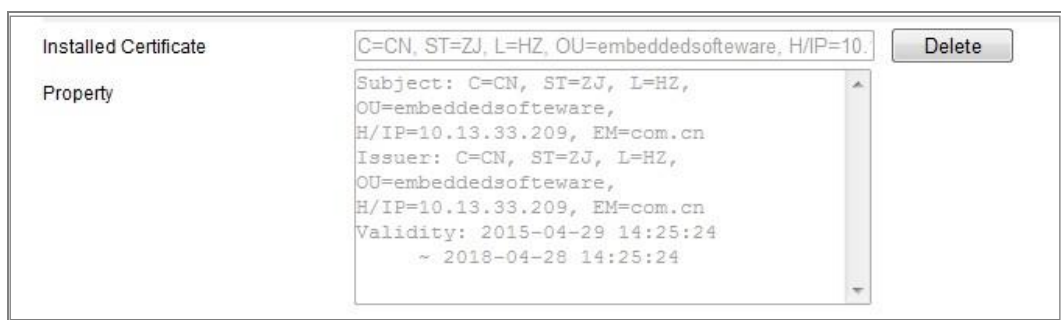 Installed Certificate
C=CN, ST=ZJ, L=HZ, OU=embeddedsofteware, H/IP=10.
Delete
Property
Subject: C=CN, ST=ZJ, L=HZ,
OU=embeddedsofteware,
H/IP=10.13.33.209, EM=com.cn
Issuer: C=CN, ST=ZJ, L=HZ,
OU=embeddedsofteware,
H/IP=10.13.33.209, EM=com.cn
Validity: 2015-04-29 14:25:24
~ 2018-04-28 14:25:24